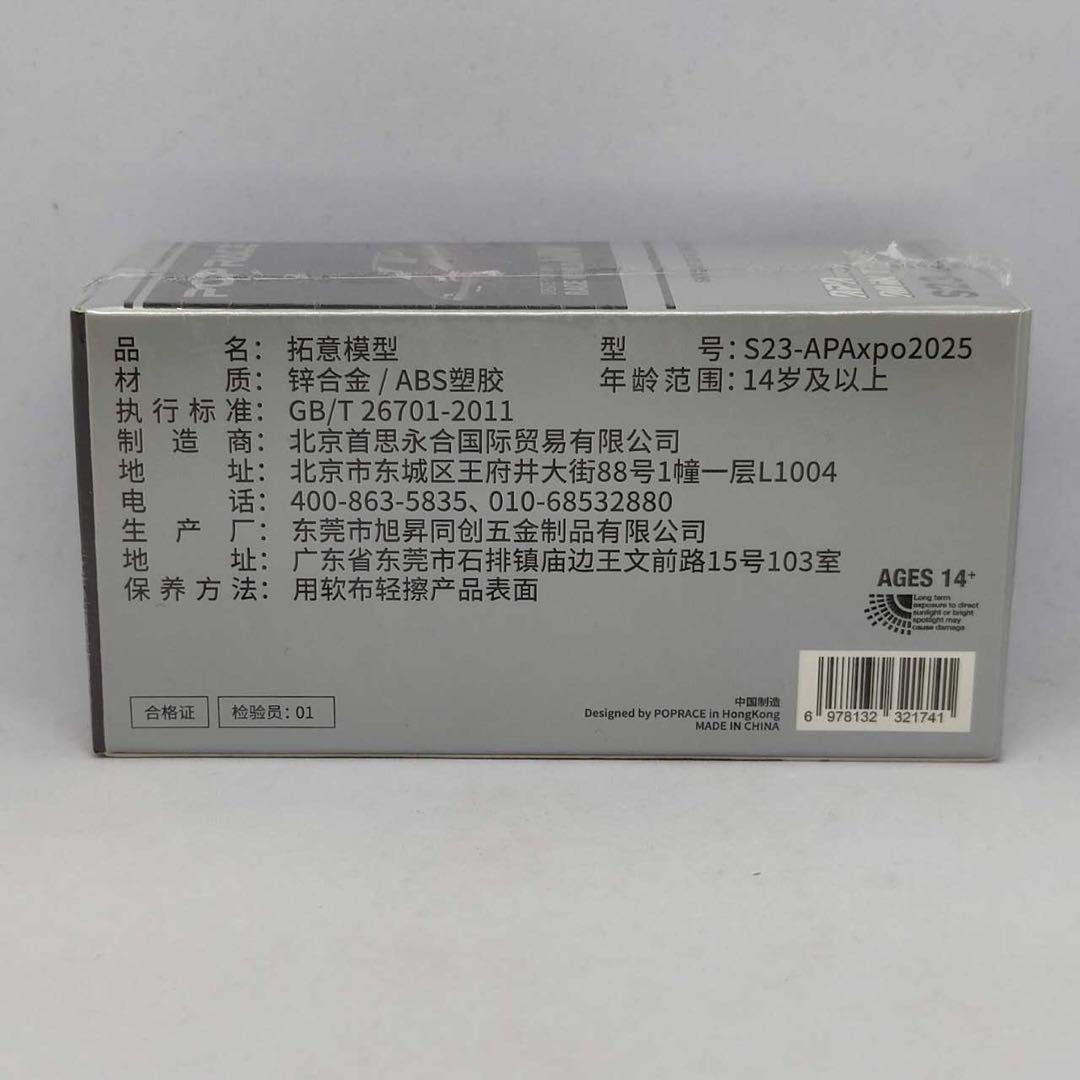 POP RACE
品名： 拓意模型 型号：S23-APAxpo2025
材质： 锌合金 / ABS塑胶 年龄范围：14岁及以上
执行标准： GB/T 26701-2011
制造商： 北京首思永合国际贸易有限公司
地址： 北京市东城区王府井大街88号1幢一层L1004
电话： 400-863-5835、010-68532880
生产厂： 东莞市旭昇同创五金制品有限公司
地址： 广东省东莞市石排镇庙边王文前路15号103室
保养方法： 用软布轻擦产品表面
AGES 14+
Long term
exposure to direct
sunlight or bright
spotlight may
cause damage
合格证 检验员：01
中国制造
Designed by POPRACE in HongKong
MADE IN CHINA
6 978132 321741